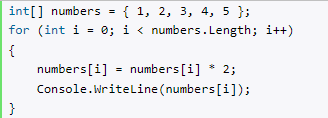 int[] numbers = { 1, 2, 3, 4, 5 };
for (int i = 0; i < numbers.Length; i++)
{
    numbers[i] = numbers[i] * 2;
    Console.WriteLine(numbers[i]);
}